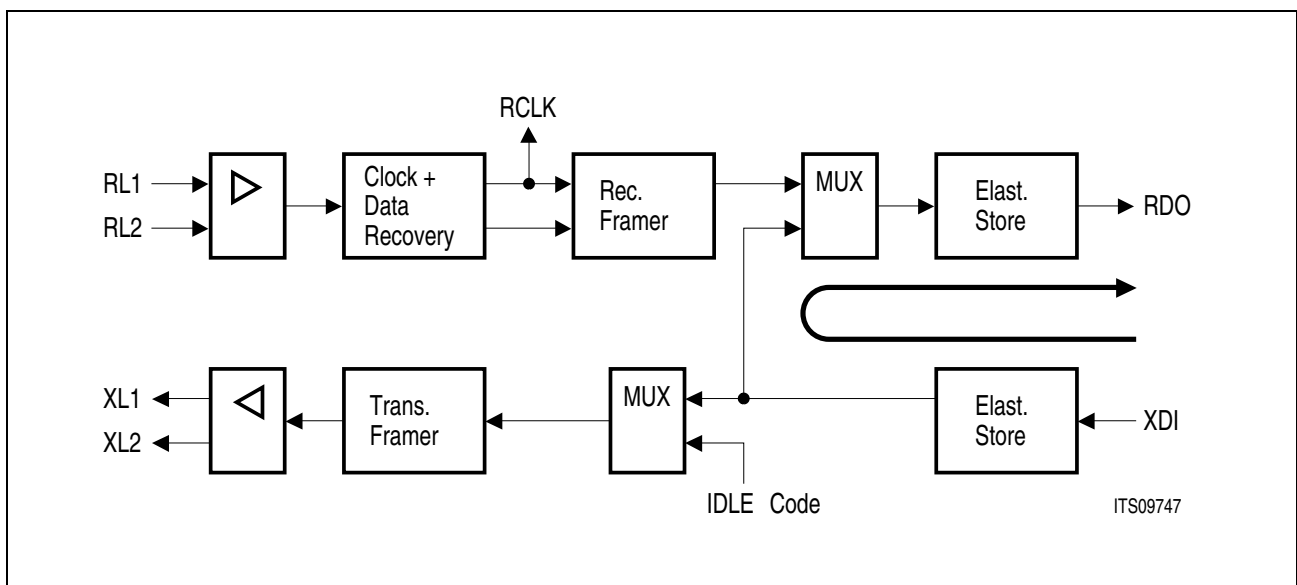 RCLK
RL1
RL2
Clock +
Data
Recovery
Rec.
Framer
MUX
Elast.
Store
RDO
XL1
XL2
Trans.
Framer
MUX
Elast.
Store
XDI
IDLE Code
ITS09747